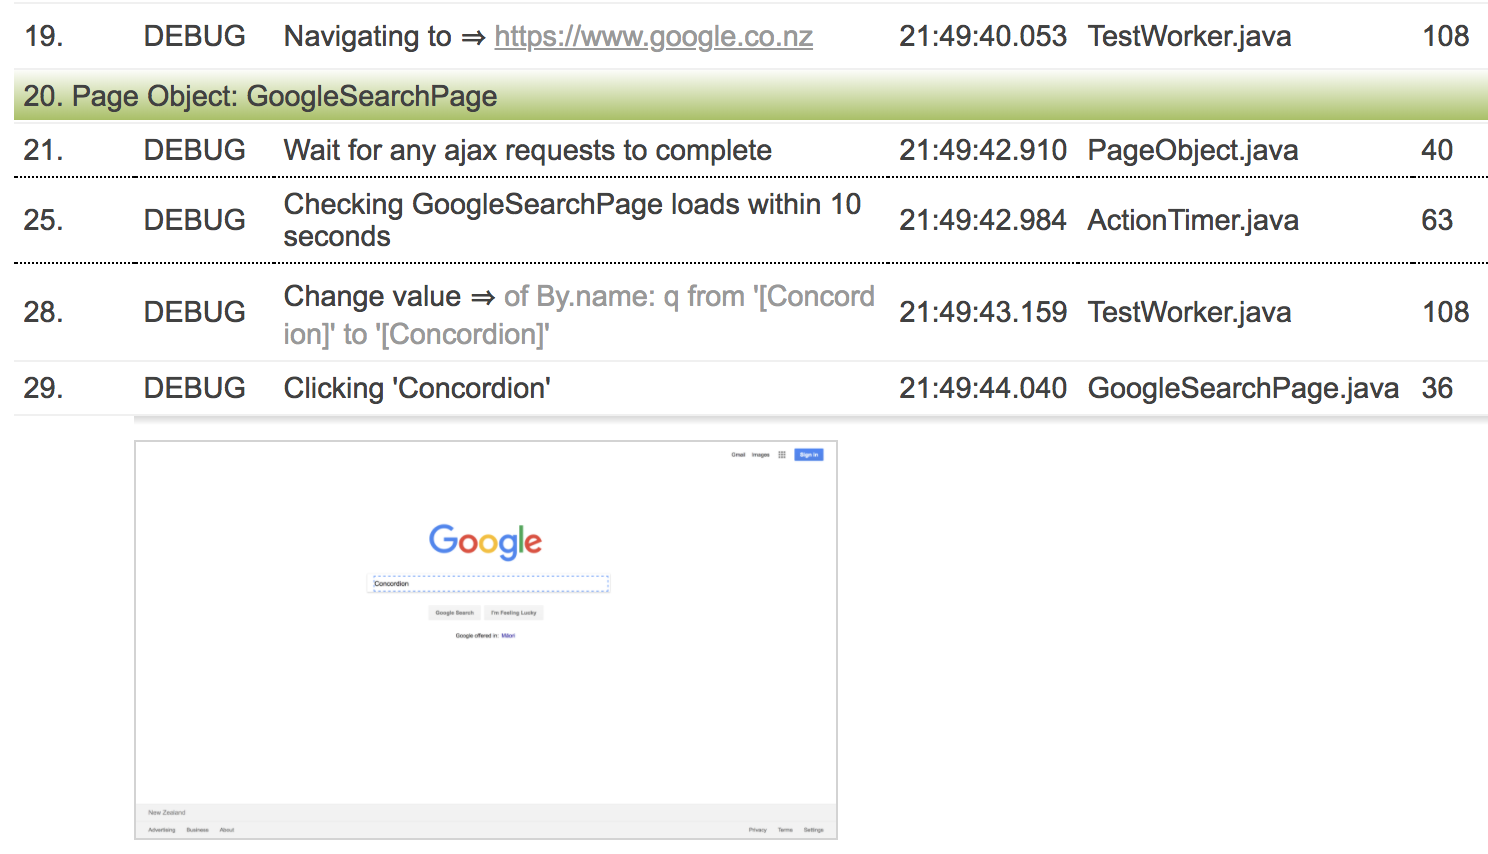 19. DEBUG Navigating to ⇒ https://www.google.co.nz 21:49:40.053 TestWorker.java 108
20. Page Object: GoogleSearchPage
21. DEBUG Wait for any ajax requests to complete 21:49:42.910 PageObject.java 40
25. DEBUG Checking GoogleSearchPage loads within 10 21:49:42.984 ActionTimer.java 63
seconds
28. DEBUG Change value ⇒ of By.name: q from '[Concord 21:49:43.159 TestWorker.java 108
ion]' to '[Concordion]'
29. DEBUG Clicking 'Concordion' 21:49:44.040 GoogleSearchPage.java 36
Gmail Images Sign in
Google
Concordion
Google Search I'm Feeling Lucky
Google offered in: Māori
New Zealand
Advertising Business About Privacy Terms Settings